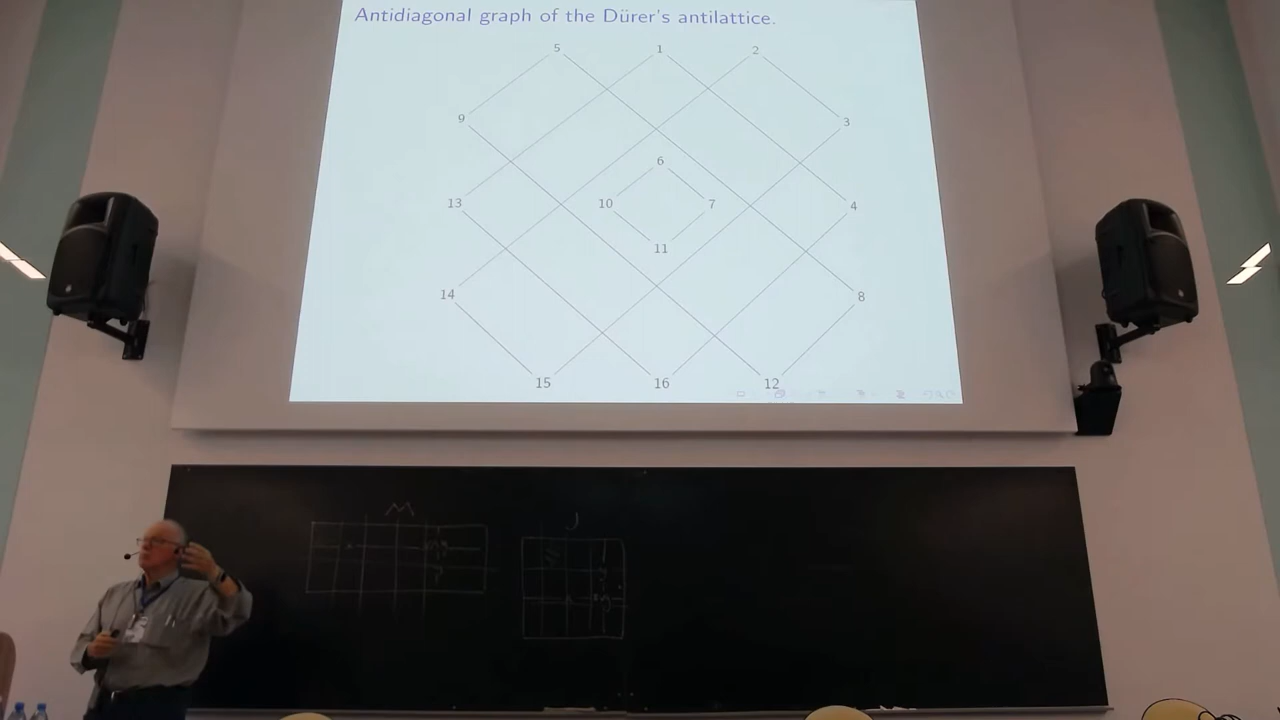 Antidiagonal graph of the Dürer's antilattice.
5 1 2
9 3
6
13 10 7 4
11
14 8
15 16 12
M J